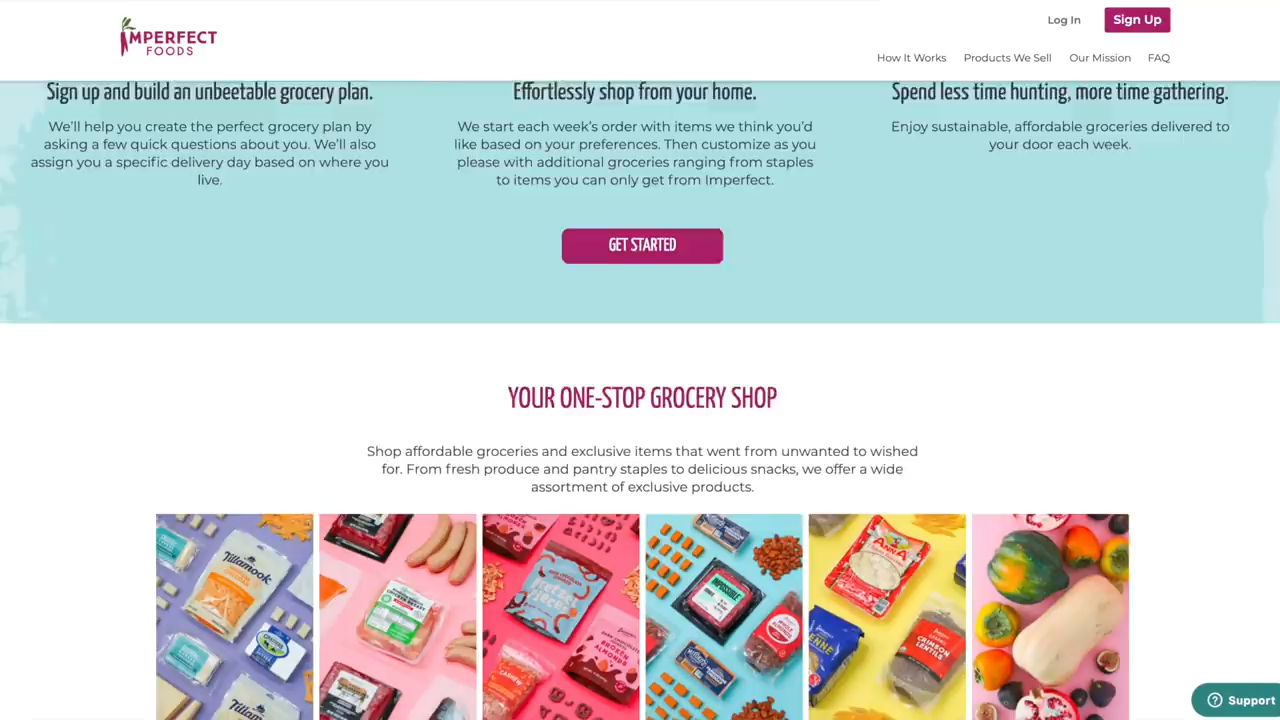 IMPERFECT
FOODS
Log In
Sign Up
How It Works
Products We Sell
Our Mission
FAQ
Sign up and build an unbeetable grocery plan.
We’ll help you create the perfect grocery plan by
asking a few quick questions about you. We’ll also
assign you a specific delivery day based on where you
live.
Effortlessly shop from your home.
We start each week’s order with items we think you’d
like based on your preferences. Then customize as you
please with additional groceries ranging from staples
to items you can only get from Imperfect.
Spend less time hunting, more time gathering.
Enjoy sustainable, affordable groceries delivered to
your door each week.
GET STARTED
YOUR ONE-STOP GROCERY SHOP
Shop affordable groceries and exclusive items that went from unwanted to wished
for. From fresh produce and pantry staples to delicious snacks, we offer a wide
assortment of exclusive products.
Tillamook
IMPOSSIBLE
ANNA
CRIMSON
LENTILS
BROKEN
ALMONDS
Tillamook
Support